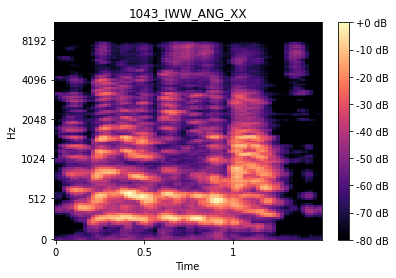 1043_IWW_ANG_XX
Hz
8192
4096
2048
1024
512
0
0
0.5
1
Time
+0 dB
-10 dB
-20 dB
-30 dB
-40 dB
-50 dB
-60 dB
-70 dB
-80 dB